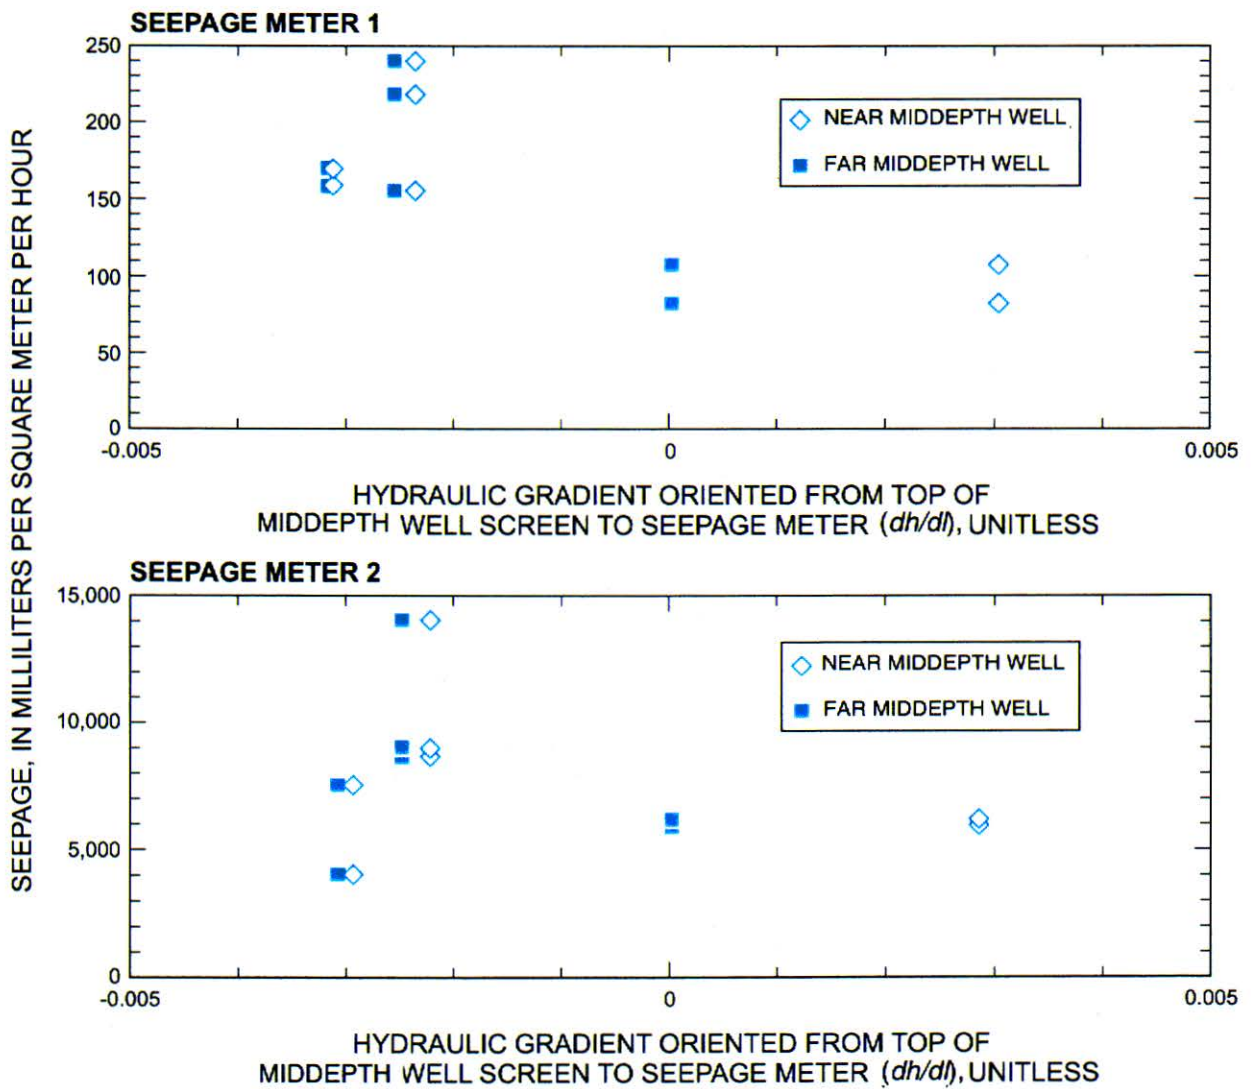 SEEPAGE METER 1
250
200
150
100
50
0
-0.005
0
0.005
NEAR MIDDEPTH WELL
FAR MIDDEPTH WELL
HYDRAULIC GRADIENT ORIENTED FROM TOP OF
MIDDEPTH WELL SCREEN TO SEEPAGE METER (dh/dl), UNITLESS
SEEPAGE, IN MILLILITERS PER SQUARE METER PER HOUR
SEEPAGE METER 2
15,000
10,000
5,000
0
-0.005
0
0.005
NEAR MIDDEPTH WELL
FAR MIDDEPTH WELL
HYDRAULIC GRADIENT ORIENTED FROM TOP OF
MIDDEPTH WELL SCREEN TO SEEPAGE METER (dh/dl), UNITLESS